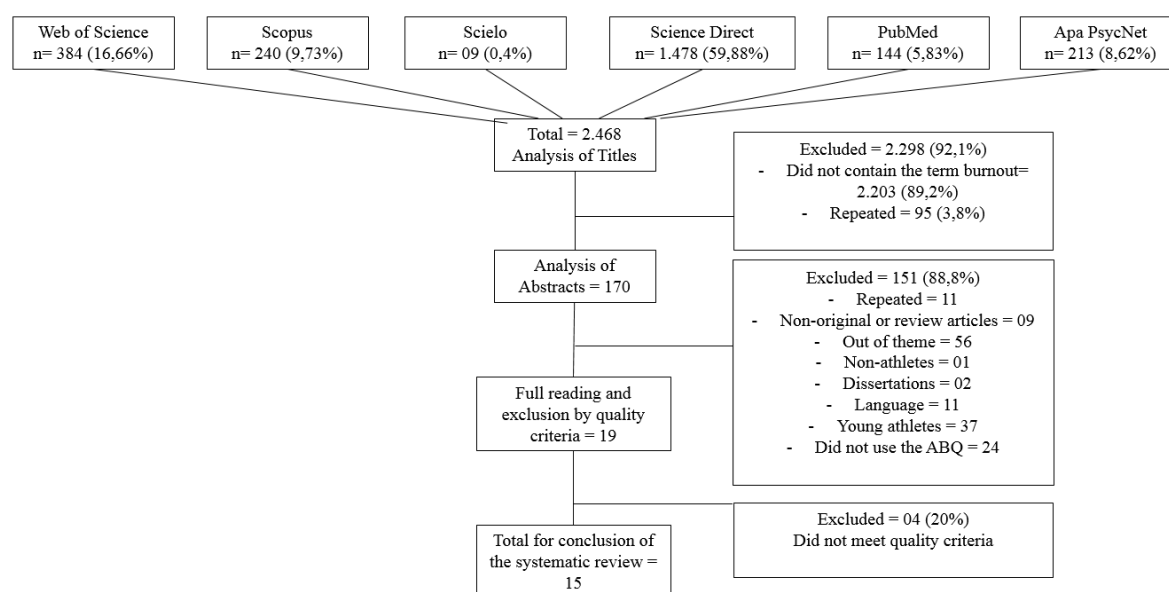 Web of Science
n= 384 (16,66%)
Scopus
n= 240 (9,73%)
Scielo
n= 09 (0,4%)
Science Direct
n= 1.478 (59,88%)
PubMed
n= 144 (5,83%)
Apa PsycNet
n= 213 (8,62%)
Total = 2.468
Analysis of Titles
Excluded = 2.298 (92,1%)
- Did not contain the term burnout=
2.203 (89,2%)
- Repeated = 95 (3,8%)
Analysis of
Abstracts = 170
Excluded = 151 (88,8%)
- Repeated = 11
- Non-original or review articles = 09
- Out of theme = 56
- Non-athletes = 01
- Dissertations = 02
- Language = 11
- Young athletes = 37
- Did not use the ABQ = 24
Full reading and
exclusion by quality
criteria = 19
Excluded = 04 (20%)
Did not meet quality criteria
Total for conclusion of
the systematic review =
15